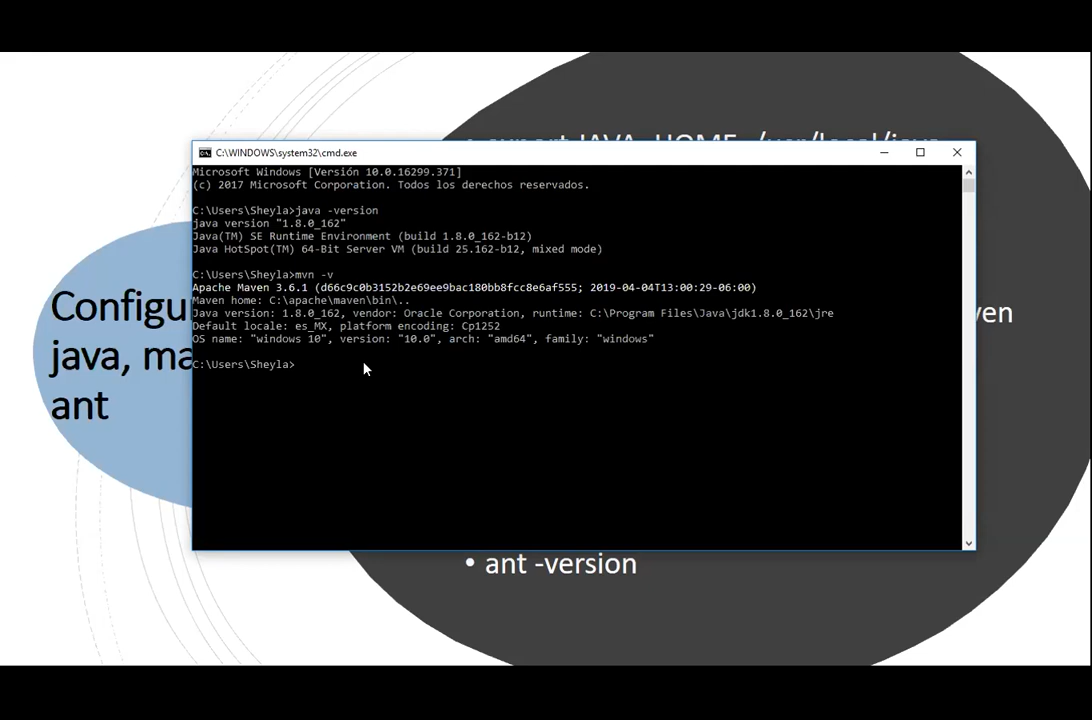 export JAVA_HOME=/usr/local/java
C:\WINDOWS\system32\cmd.exe
Microsoft Windows [Versión 10.0.16299.371]
(c) 2017 Microsoft Corporation. Todos los derechos reservados.
C:\Users\Sheyla>java -version
java version "1.8.0_162"
Java(TM) SE Runtime Environment (build 1.8.0_162-b12)
Java HotSpot(TM) 64-Bit Server VM (build 25.162-b12, mixed mode)
C:\Users\Sheyla>mvn -v
Apache Maven 3.6.1 (d66c9c0b3152b2e69ee9bac180bb8fcc8e6af555; 2019-04-04T13:00:29-06:00)
Maven home: C:\apache\maven\bin\..
Java version: 1.8.0_162, vendor: Oracle Corporation, runtime: C:\Program Files\Java\jdk1.8.0_162\jre
Default locale: es_MX, platform encoding: Cp1252
OS name: "windows 10", version: "10.0", arch: "amd64", family: "windows"
C:\Users\Sheyla>
Configu
java, ma
ant
ven
• ant -version